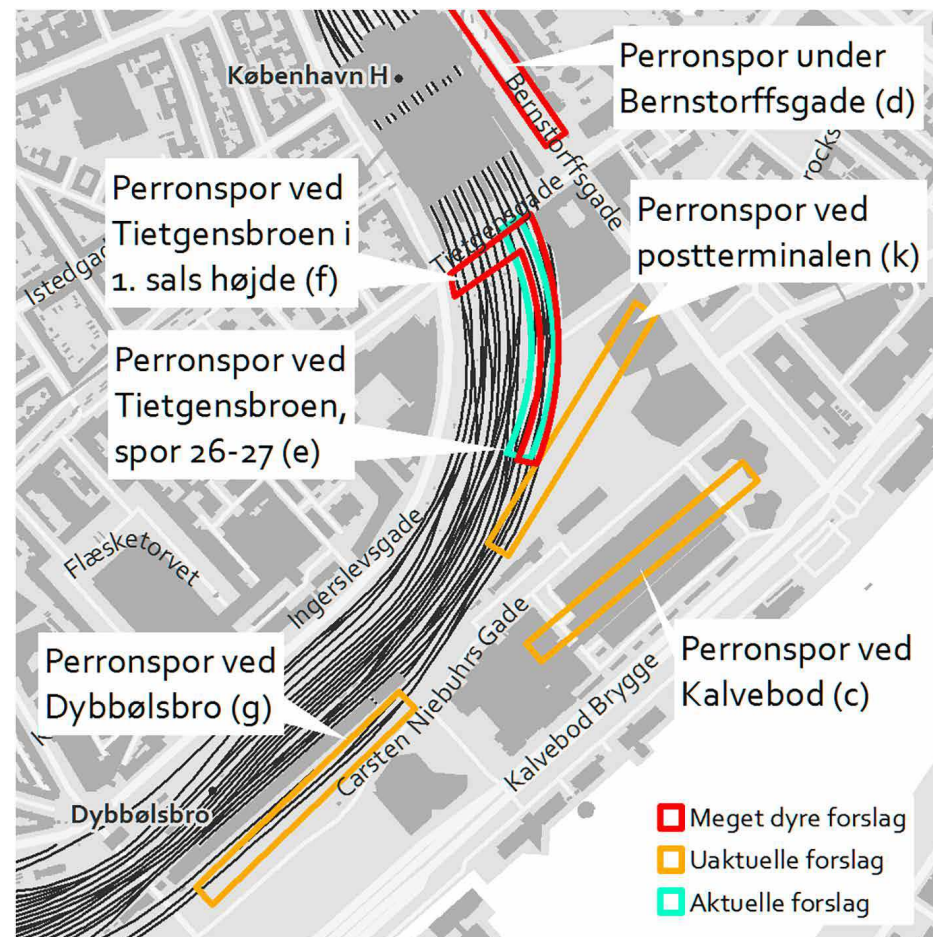 København H
Perronspor under
Bernstorffsgade (d)
Bernstorffsgade
Perronspor ved
Tietgensbroen i
1. sals højde (f)
Tietgensgade
Perronspor ved
postterminalen (k)
Istedgad
rocks
Perronspor ved
Tietgensbroen,
spor 26-27 (e)
Flæsketorvet
Ingerslevsgade
Perronspor ved
Dybbølsbro (g)
Carsten Niebuhrs Gade
Kalvebod Brygge
Perronspor ved
Kalvebod (c)
Dybbølsbro
Meget dyre forslag
Uaktuelle forslag
Aktuelle forslag